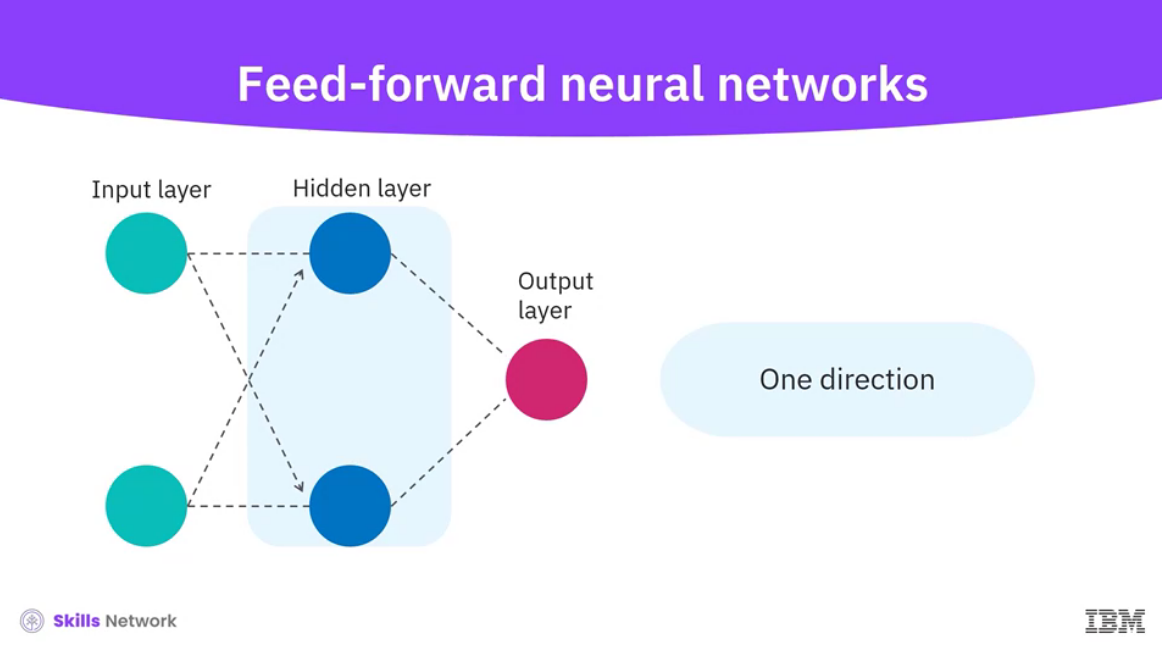 Feed-forward neural networks
Input layer
Hidden layer
Output
layer
One direction
Skills Network
IBM